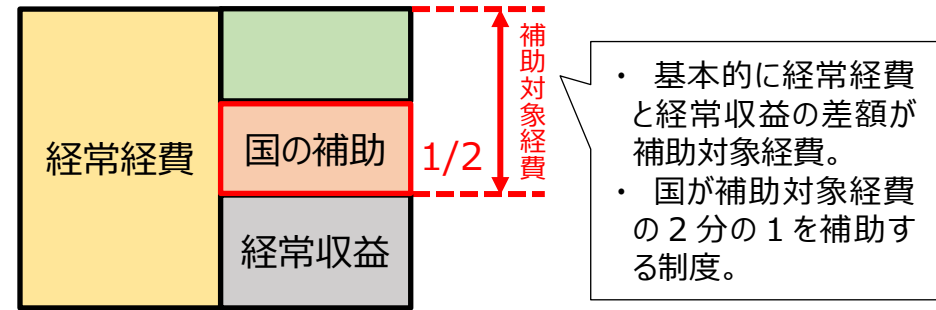 経常経費
国の補助
経常収益
1/2
補助対象経費
・ 基本的に経常経費
と経常収益の差額が
補助対象経費。
・ 国が補助対象経費
の２分の１を補助す
る制度。